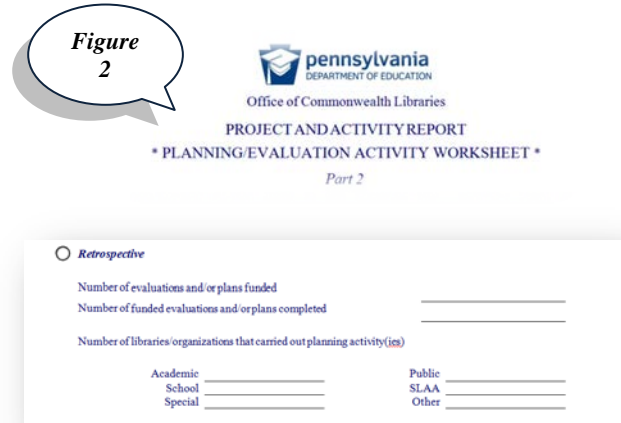 Figure
2
pennsylvania
DEPARTMENT OF EDUCATION
Office of Commonwealth Libraries
PROJECT AND ACTIVITY REPORT
* PLANNING/EVALUATION ACTIVITY WORKSHEET *
Part 2
Retrospective
Number of evaluations and/or plans funded
Number of funded evaluations and/or plans completed
Number of libraries/organizations that carried out planning activity(ies)
Academic Public
School SLAA
Special Other